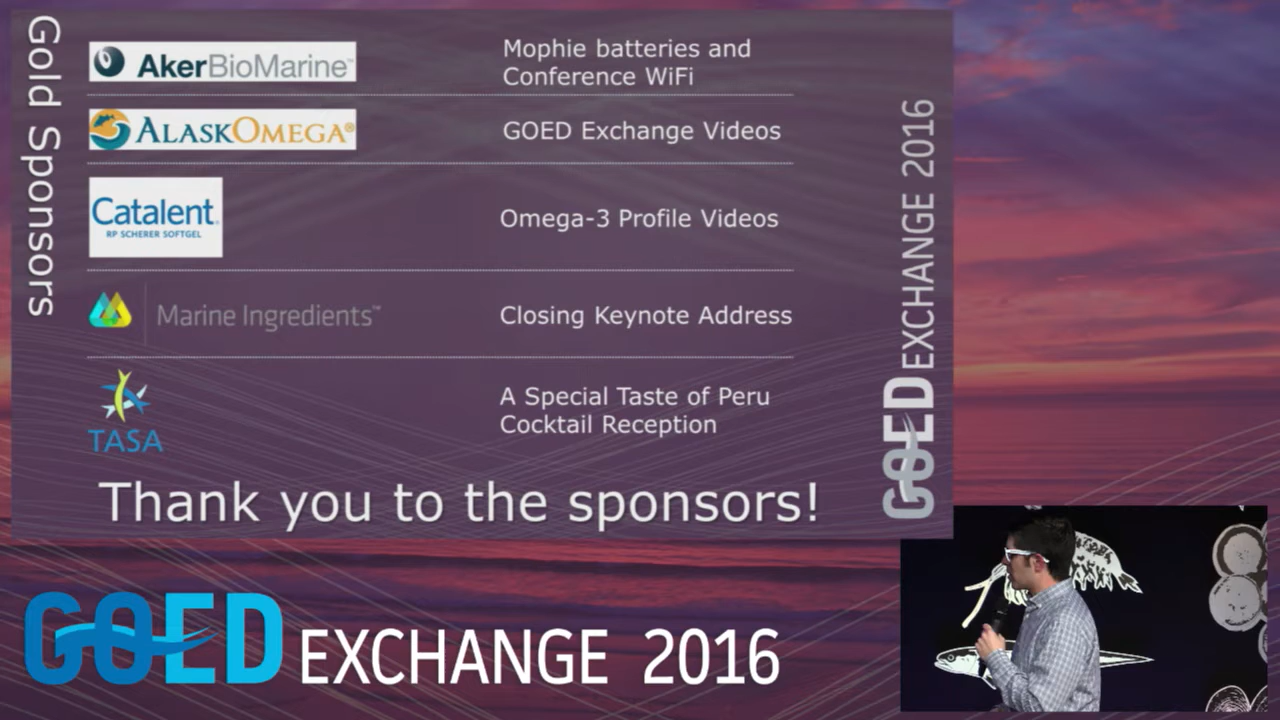 Gold Sponsors
AkerBioMarine™
Mophie batteries and
Conference WiFi
ALASKOMEGA®
GOED Exchange Videos
Catalent.
RP SCHERER SOFTGEL
Omega-3 Profile Videos
Marine Ingredients™
Closing Keynote Address
TASA
A Special Taste of Peru
Cocktail Reception
Thank you to the sponsors!
GOED EXCHANGE 2016
GOED EXCHANGE 2016